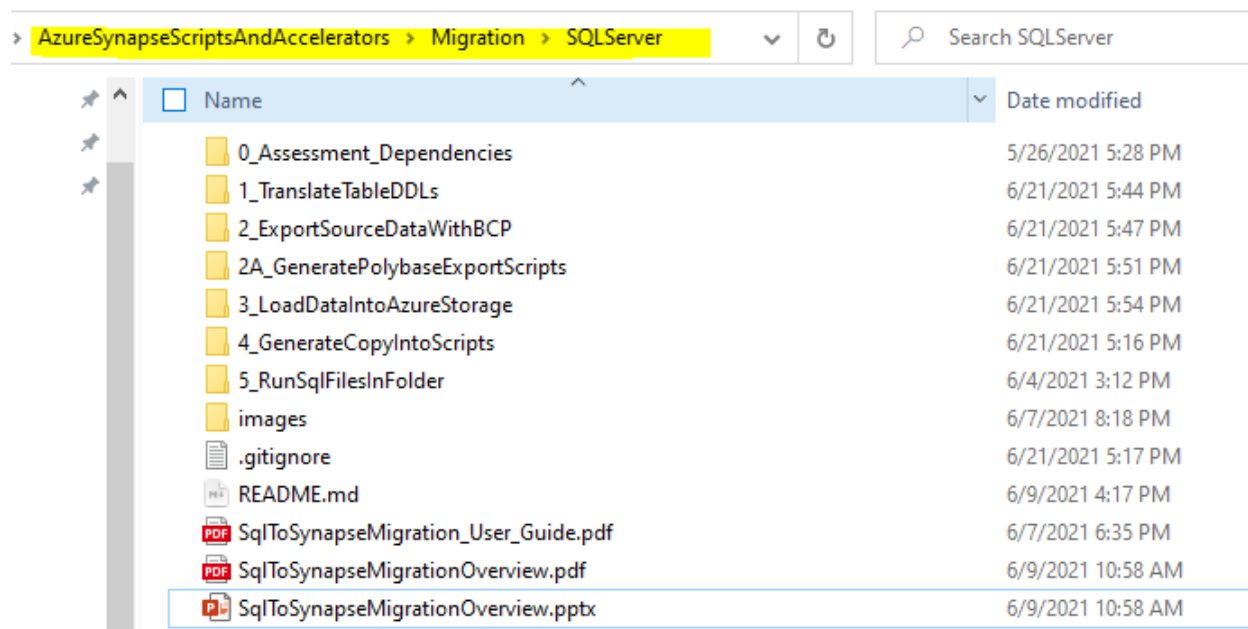 > AzureSynapseScriptsAndAccelerators > Migration > SQLServer Search SQLServer
Name Date modified
0_Assessment_Dependencies 5/26/2021 5:28 PM
1_TranslateTableDDLs 6/21/2021 5:44 PM
2_ExportSourceDataWithBCP 6/21/2021 5:47 PM
2A_GeneratePolybaseExportScripts 6/21/2021 5:51 PM
3_LoadDataIntoAzureStorage 6/21/2021 5:54 PM
4_GenerateCopyIntoScripts 6/21/2021 5:16 PM
5_RunSqlFilesInFolder 6/4/2021 3:12 PM
images 6/7/2021 8:18 PM
.gitignore 6/21/2021 5:17 PM
README.md 6/9/2021 4:17 PM
PDF SqlToSynapseMigration_User_Guide.pdf 6/7/2021 6:35 PM
PDF SqlToSynapseMigrationOverview.pdf 6/9/2021 10:58 AM
P SqlToSynapseMigrationOverview.pptx 6/9/2021 10:58 AM